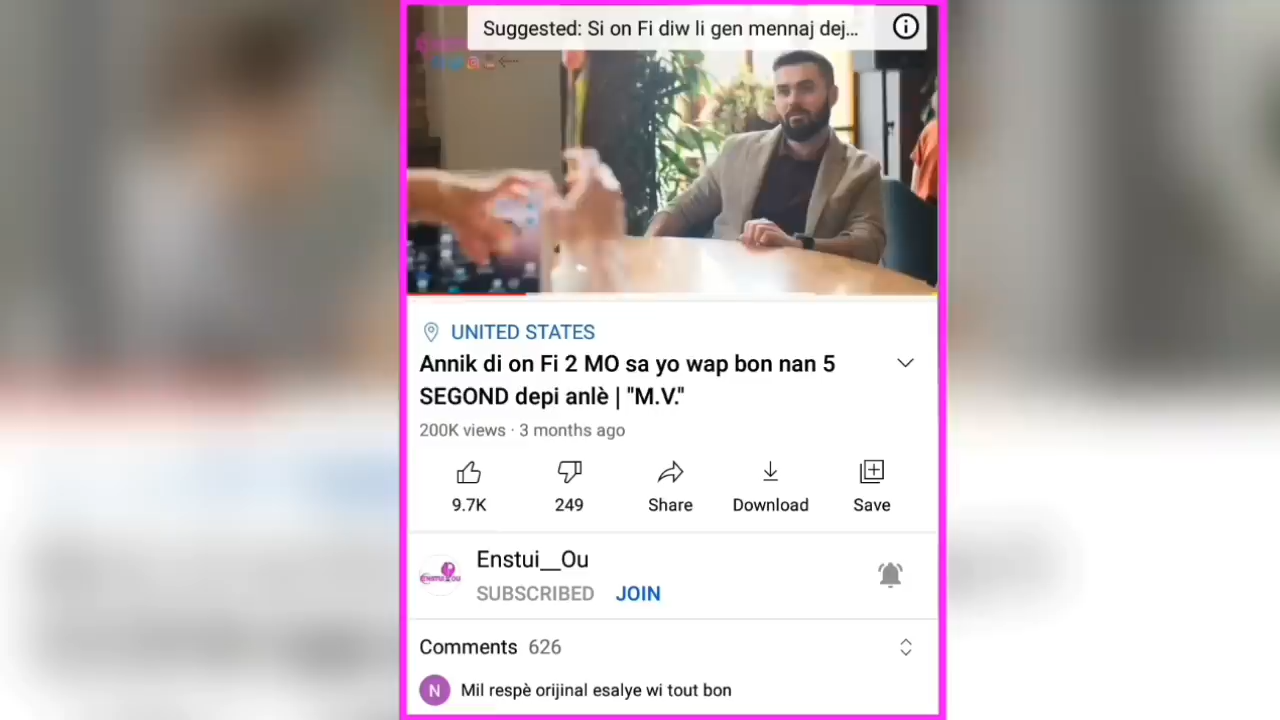 Suggested: Si on Fi diw li gen mennaj dej...
UNITED STATES
Annik di on Fi 2 MO sa yo wap bon nan 5
SEGOND depi anlè | "M.V."
200K views · 3 months ago
9.7K
249
Share
Download
Save
Enstui__Ou
SUBSCRIBED
JOIN
Comments 626
N
Mil respè orijinal esalye wi tout bon